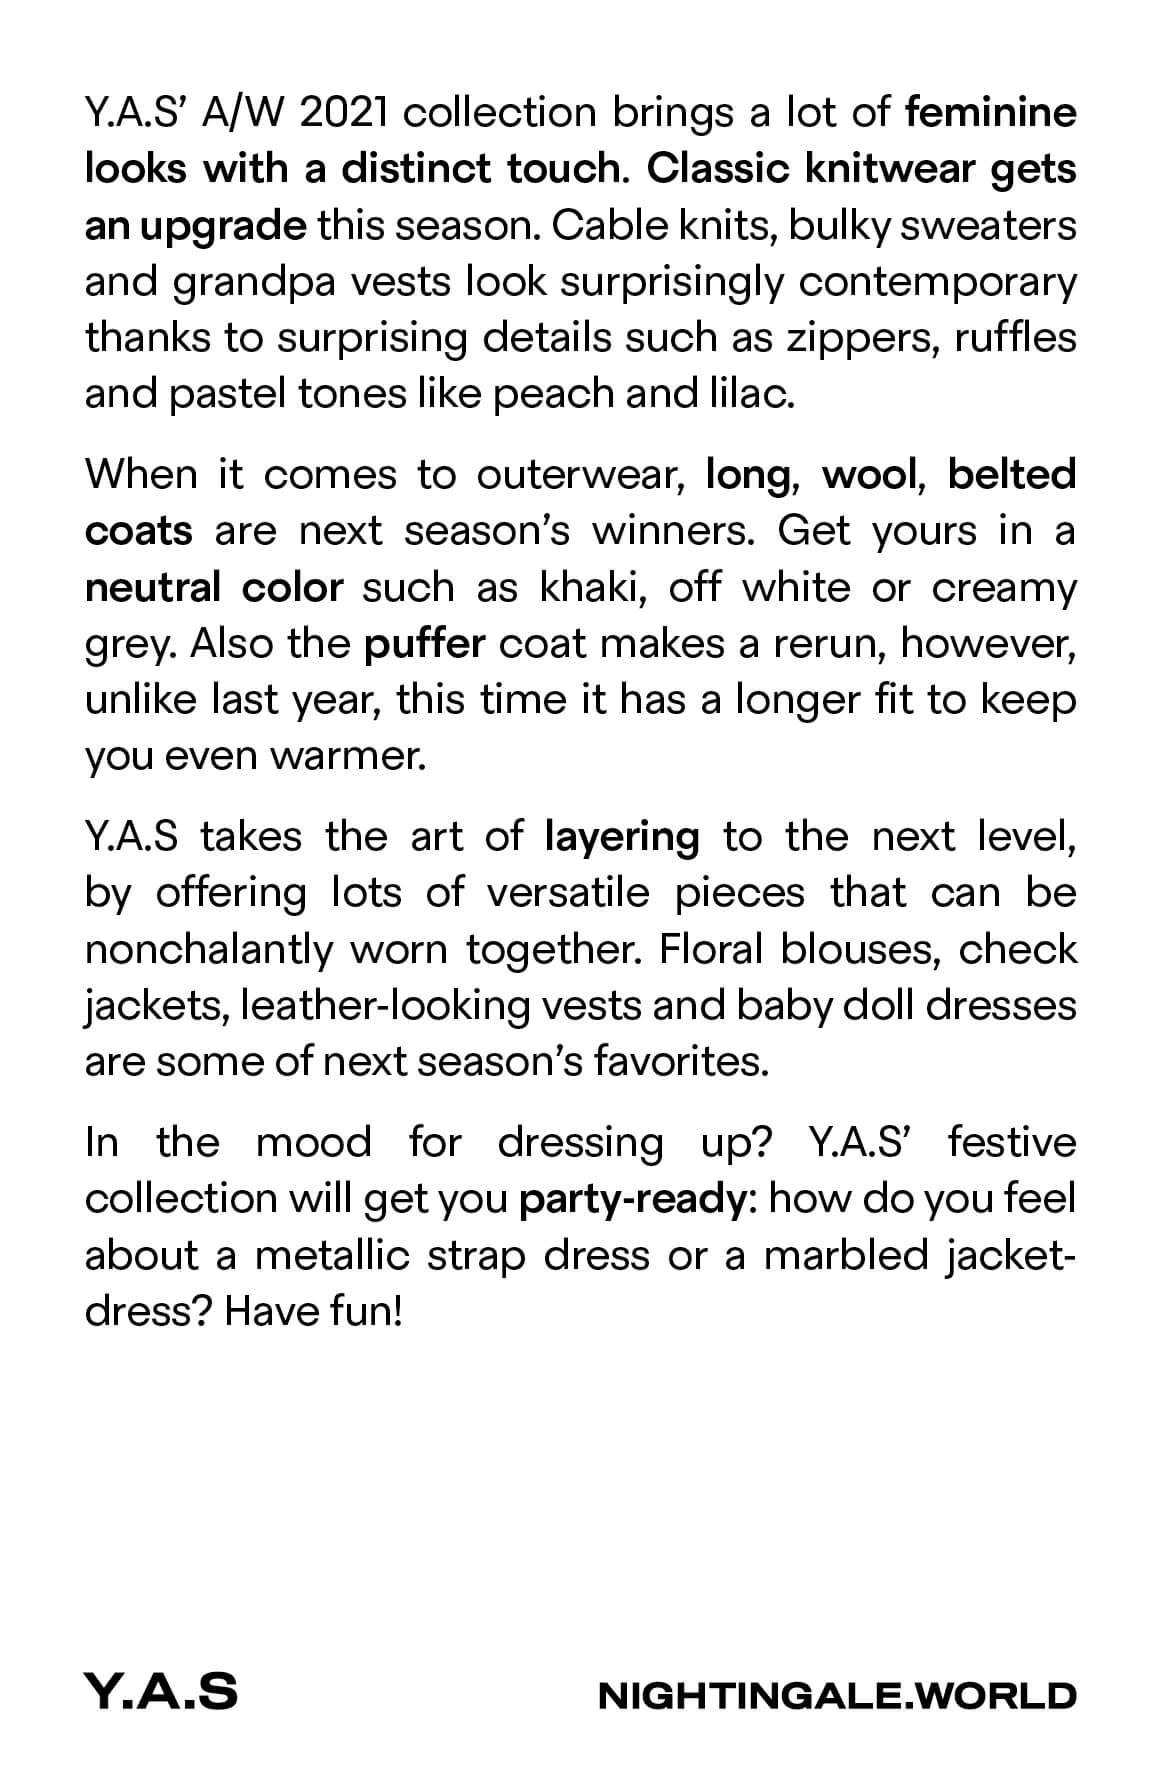 Y.A.S’ A/W 2021 collection brings a lot of feminine
looks with a distinct touch. Classic knitwear gets
an upgrade this season. Cable knits, bulky sweaters
and grandpa vests look surprisingly contemporary
thanks to surprising details such as zippers, ruffles
and pastel tones like peach and lilac.
When it comes to outerwear, long, wool, belted
coats are next season’s winners. Get yours in a
neutral color such as khaki, off white or creamy
grey. Also the puffer coat makes a rerun, however,
unlike last year, this time it has a longer fit to keep
you even warmer.
Y.A.S takes the art of layering to the next level,
by offering lots of versatile pieces that can be
nonchalantly worn together. Floral blouses, check
jackets, leather-looking vests and baby doll dresses
are some of next season’s favorites.
In the mood for dressing up? Y.A.S’ festive
collection will get you party-ready: how do you feel
about a metallic strap dress or a marbled jacket-
dress? Have fun!
Y.A.S
NIGHTINGALE.WORLD